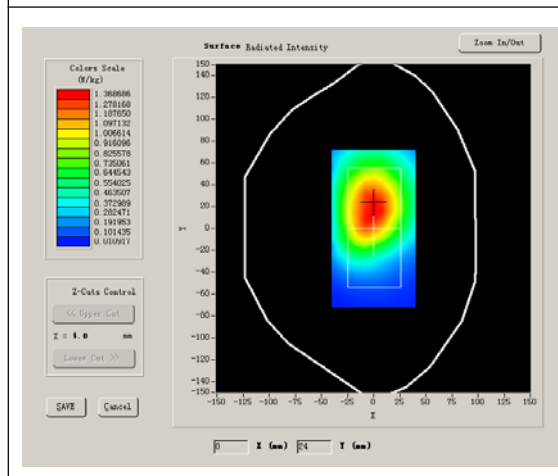 Surface Radiated Intensity
Zoom In/Out
Colors Scale
(W/kg)
1.368686
1.278168
1.187650
1.097132
1.006614
0.916096
0.825578
0.735061
0.644543
0.554025
0.463507
0.372989
0.282471
0.191953
0.101435
0.010917
Z-Cuts Control
<< Upper Cut
Z = 4.0 mm
Lower Cut >>
SAVE
Cancel
150
140
120
100
80
60
40
20
Y
0
-20
-40
-60
-80
-100
-120
-140
-150
-150 -125 -100 -75 -50 -25 0 25 50 75 100 125 150
X
0 X (mm) 24 Y (mm)